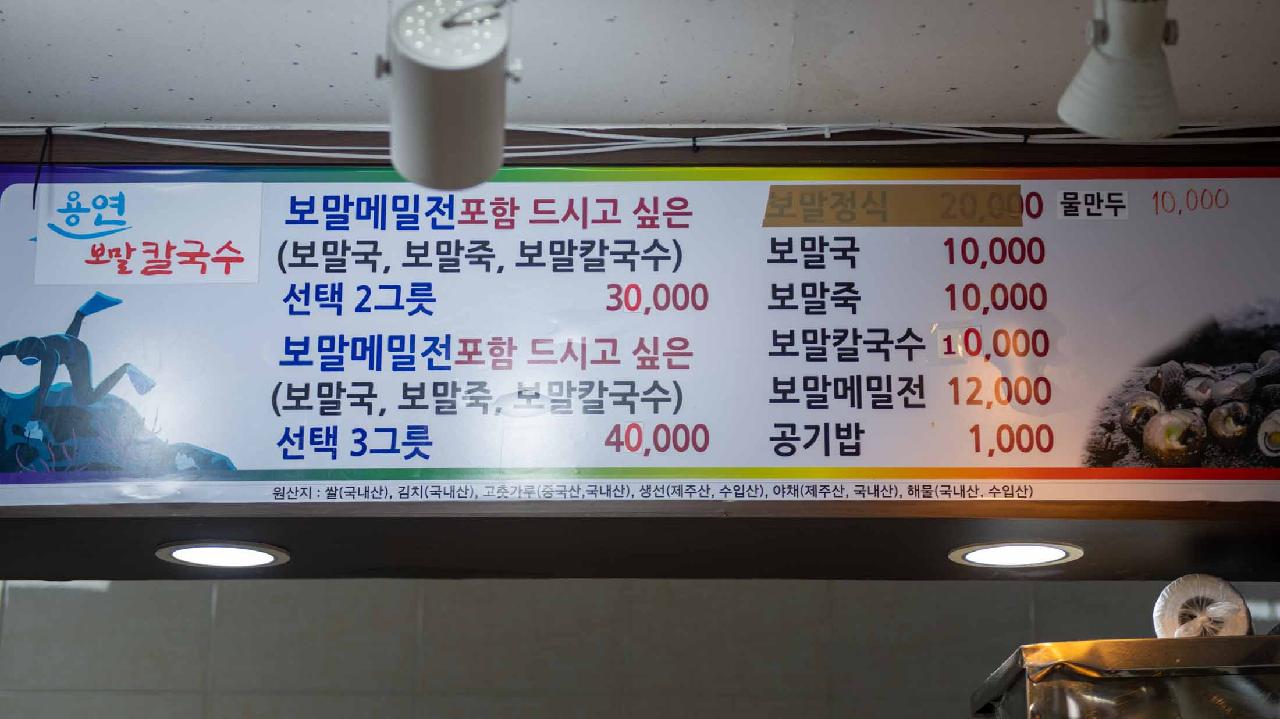 용연
보말칼국수
보말메밀전포함 드시고 싶은
(보말국, 보말죽, 보말칼국수)
선택 2그릇 30,000
보말메밀전포함 드시고 싶은
(보말국, 보말죽, 보말칼국수)
선택 3그릇 40,000
보말정식 20,000 물만두 10,000
보말국 10,000
보말죽 10,000
보말칼국수 10,000
보말메밀전 12,000
공기밥 1,000
원산지 : 쌀(국내산), 김치(국내산), 고춧가루(중국산,국내산), 생선(제주산, 수입산), 야채(제주산, 국내산), 해물(국내산, 수입산)